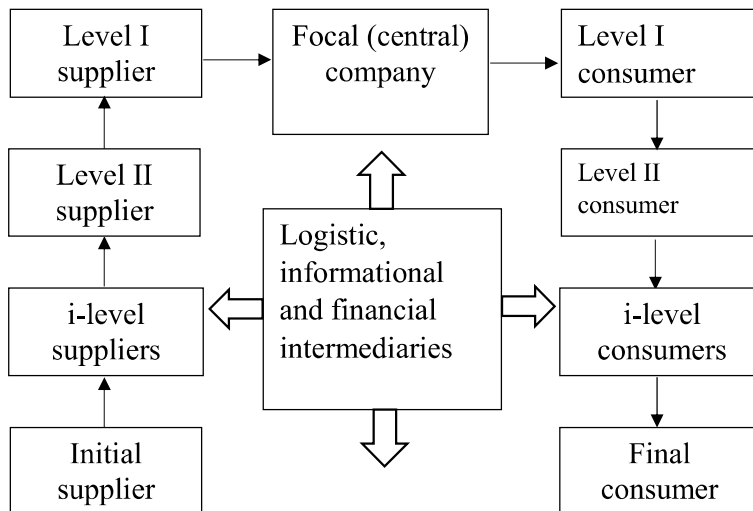 Level I
supplier
Focal (central)
company
Level I
consumer
Level II
supplier
Level II
consumer
Logistic,
informational
and financial
intermediaries
i-level
suppliers
i-level
consumers
Initial
supplier
Final
consumer